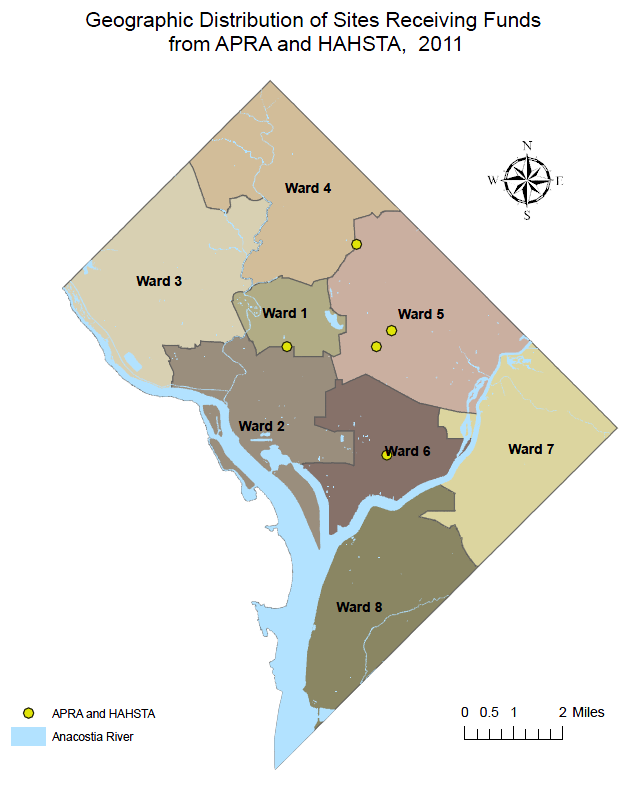 Geographic Distribution of Sites Receiving Funds
from APRA and HAHSTA, 2011
N
W E
S
Ward 4
Ward 3
Ward 1
Ward 5
Ward 2
Ward 6
Ward 7
Ward 8
APRA and HAHSTA
Anacostia River
0 0.5 1 2 Miles